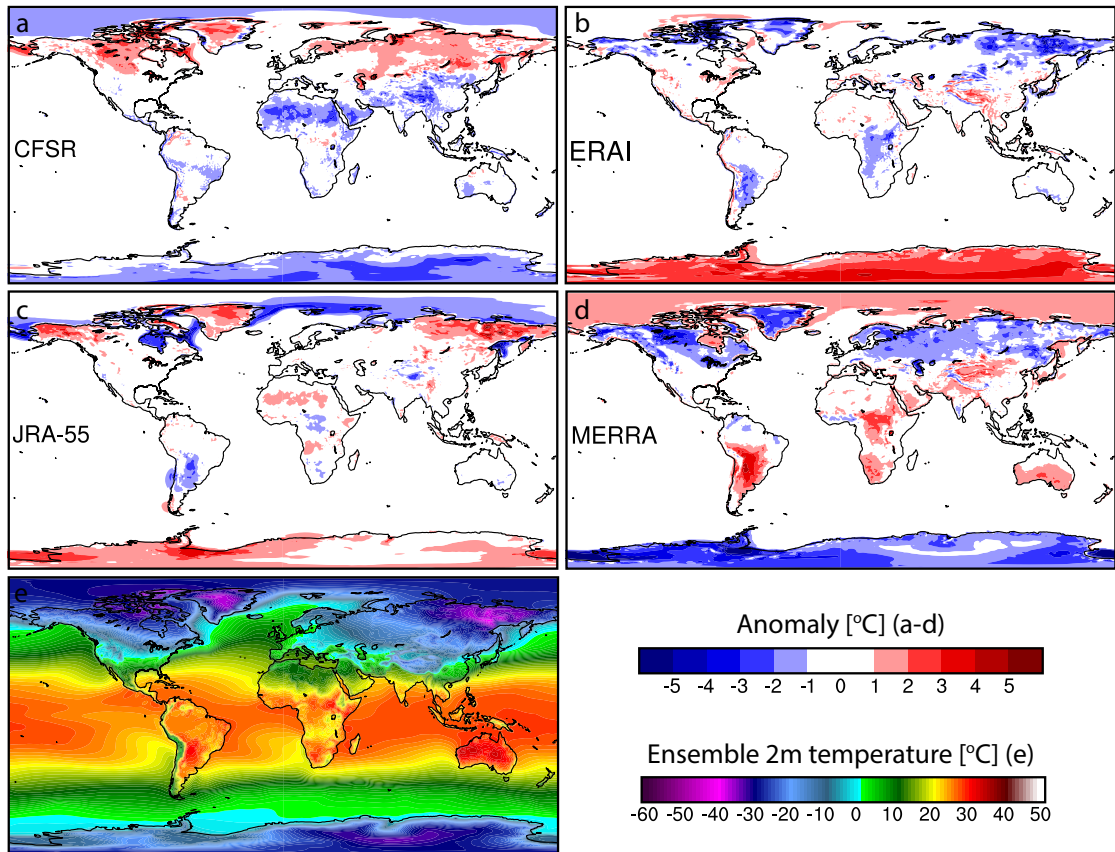 a
CFSR
b
ERAI
c
JRA-55
d
MERRA
e
Anomaly [°C] (a-d)
-5 -4 -3 -2 -1 0 1 2 3 4 5
Ensemble 2m temperature [°C] (e)
-60 -50 -40 -30 -20 -10 0 10 20 30 40 50